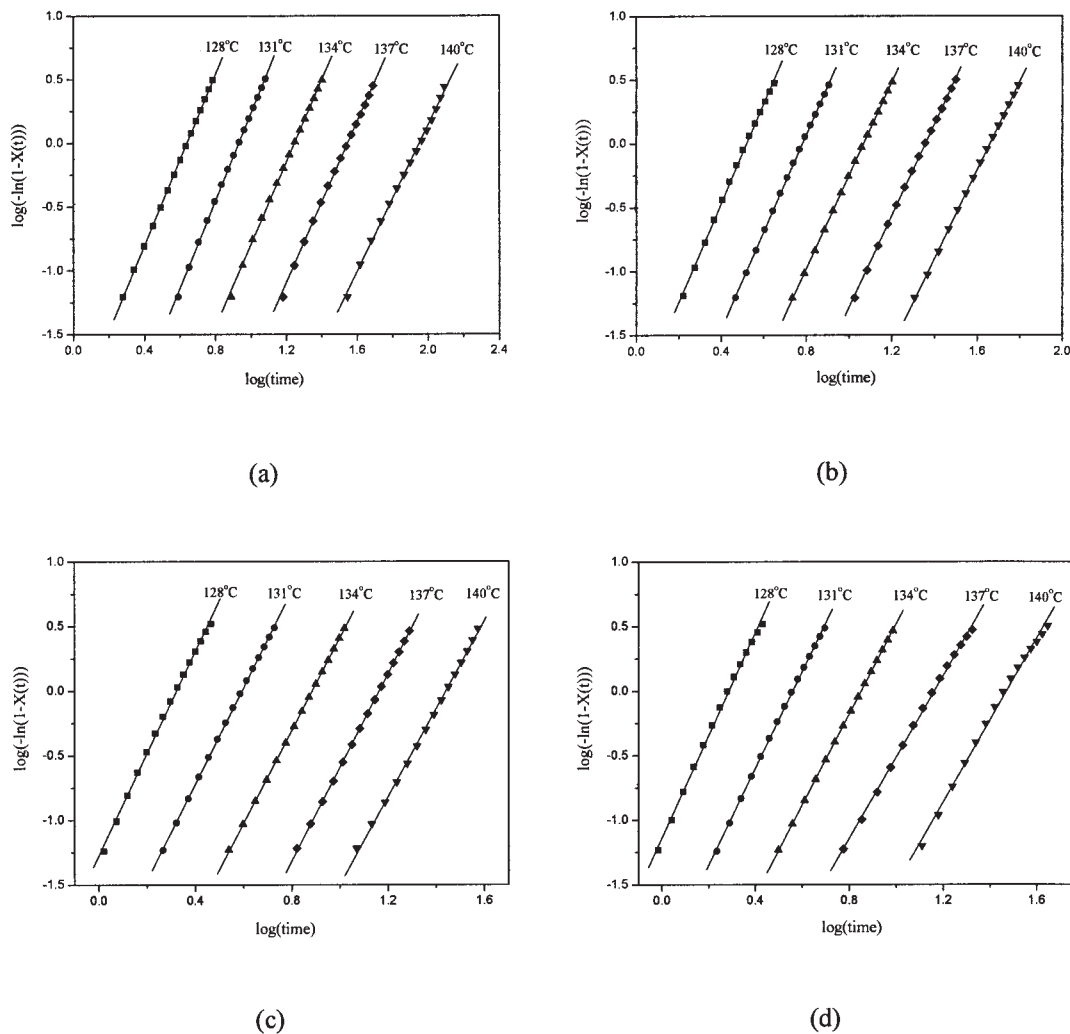 1.0
0.5
0.0
-0.5
-1.0
-1.5
log(-ln(1-X(t)))
128°C 131°C 134°C 137°C 140°C
0.0 0.4 0.8 1.2 1.6 2.0 2.4
log(time)
(a)
1.0
0.5
0.0
-0.5
-1.0
-1.5
log(-ln(1-X(t)))
128°C 131°C 134°C 137°C 140°C
0.0 0.4 0.8 1.2 1.6 2.0
log(time)
(b)
1.0
0.5
0.0
-0.5
-1.0
-1.5
log(-ln(1-X(t)))
128°C 131°C 134°C 137°C 140°C
0.0 0.4 0.8 1.2 1.6
log(time)
(c)
1.0
0.5
0.0
-0.5
-1.0
-1.5
log(-ln(1-X(t)))
128°C 131°C 134°C 137°C 140°C
0.0 0.4 0.8 1.2 1.6
log(time)
(d)